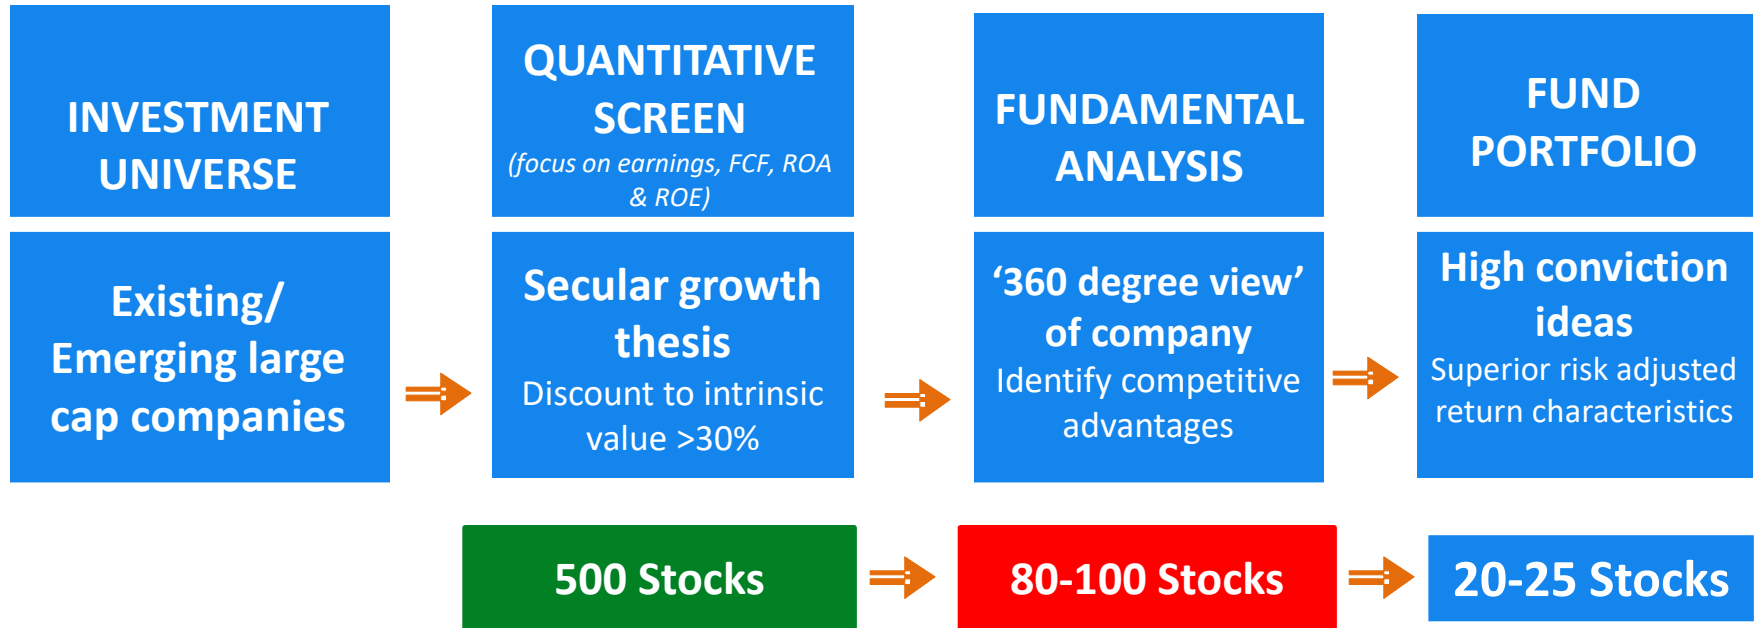 INVESTMENT
UNIVERSE
QUANTITATIVE
SCREEN
(focus on earnings, FCF, ROA
& ROE)
FUNDAMENTAL
ANALYSIS
FUND
PORTFOLIO
Existing/
Emerging large
cap companies
Secular growth
thesis
Discount to intrinsic
value >30%
‘360 degree view’
of company
Identify competitive
advantages
High conviction
ideas
Superior risk adjusted
return characteristics
500 Stocks
80-100 Stocks
20-25 Stocks